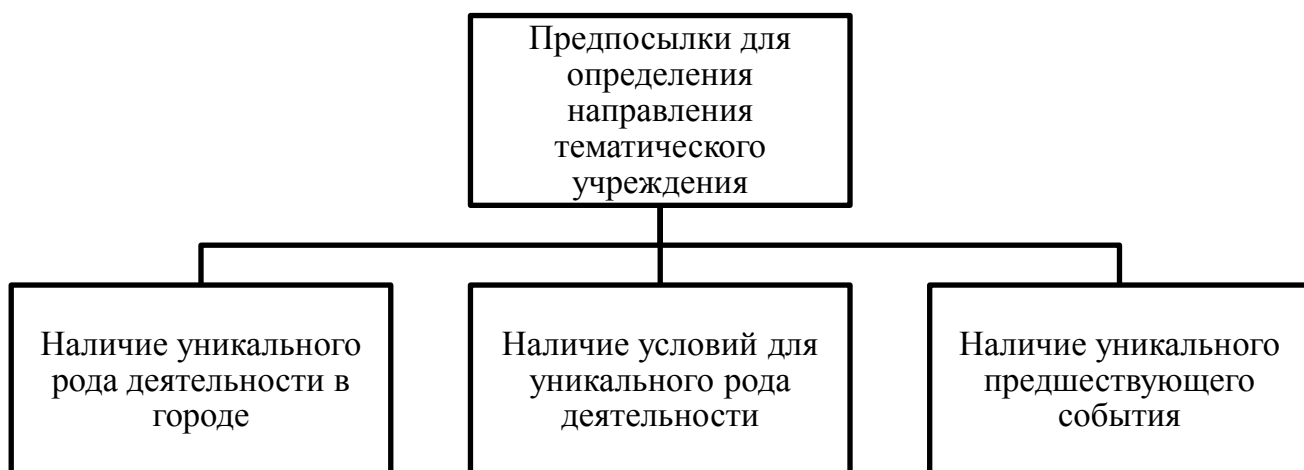 Предпосылки для
определения
направления
тематического
учреждения
Наличие уникального
рода деятельности в
городе
Наличие условий для
уникального рода
деятельности
Наличие уникального
предшествующего
события